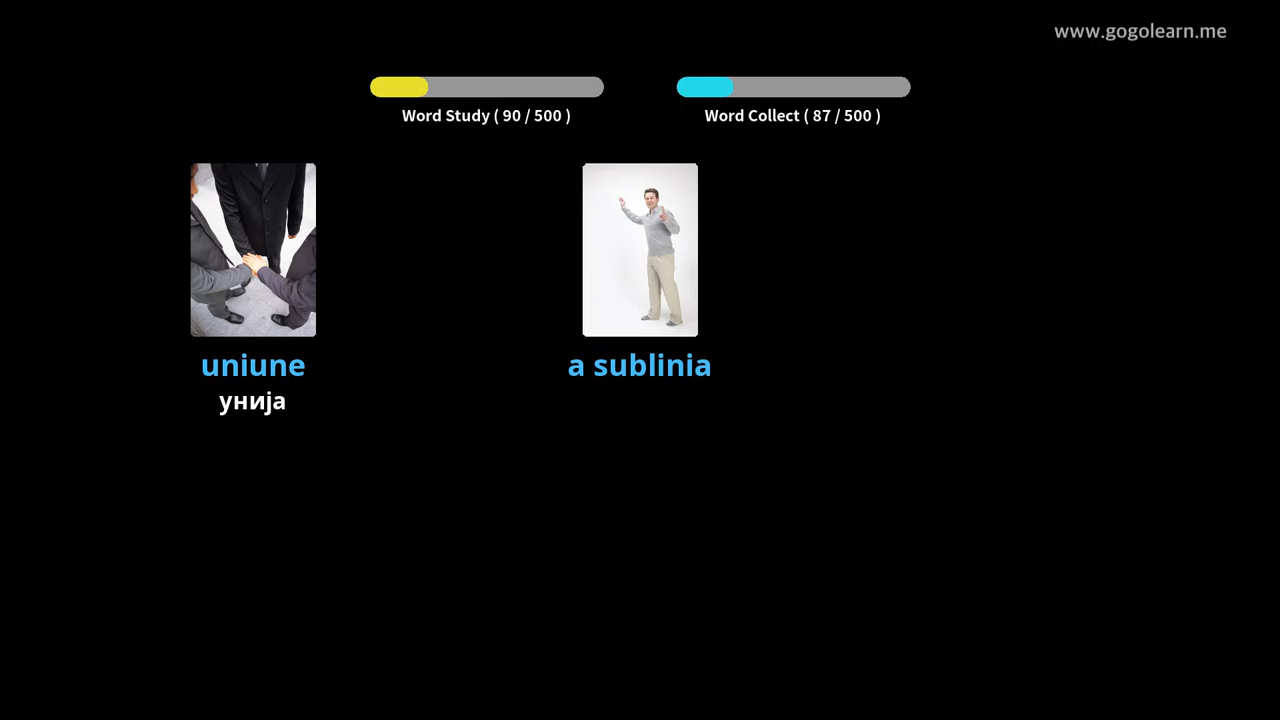 www.gogolearn.me
Word Study ( 90 / 500 )
Word Collect ( 87 / 500 )
uniune
унија
a sublinia